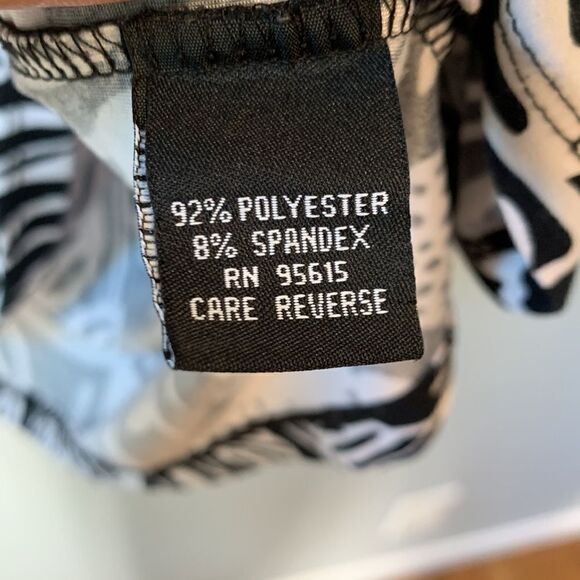 92% POLYESTER
8% SPANDEX
RN 95615
CARE REVERSE